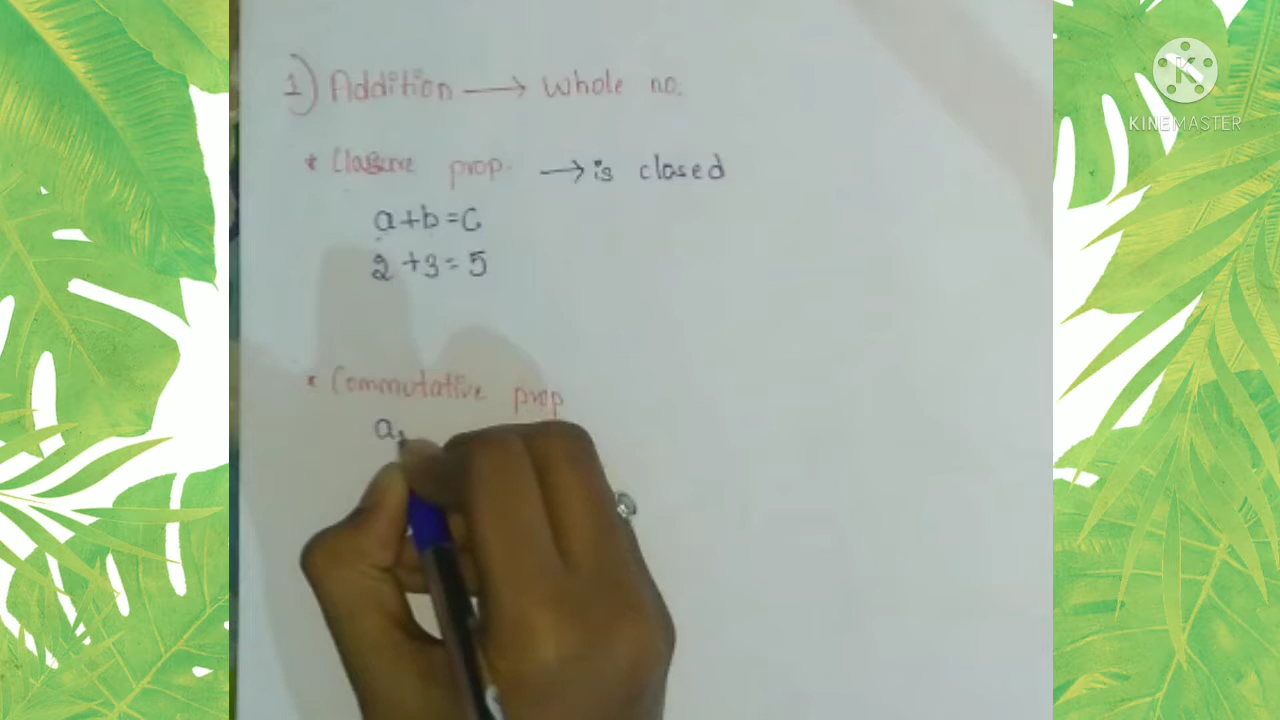 1) Addition → Whole no.
* Closure prop. → is closed
a+b=c
2+3=5
* Commutative prop
a+
KINEMASTER